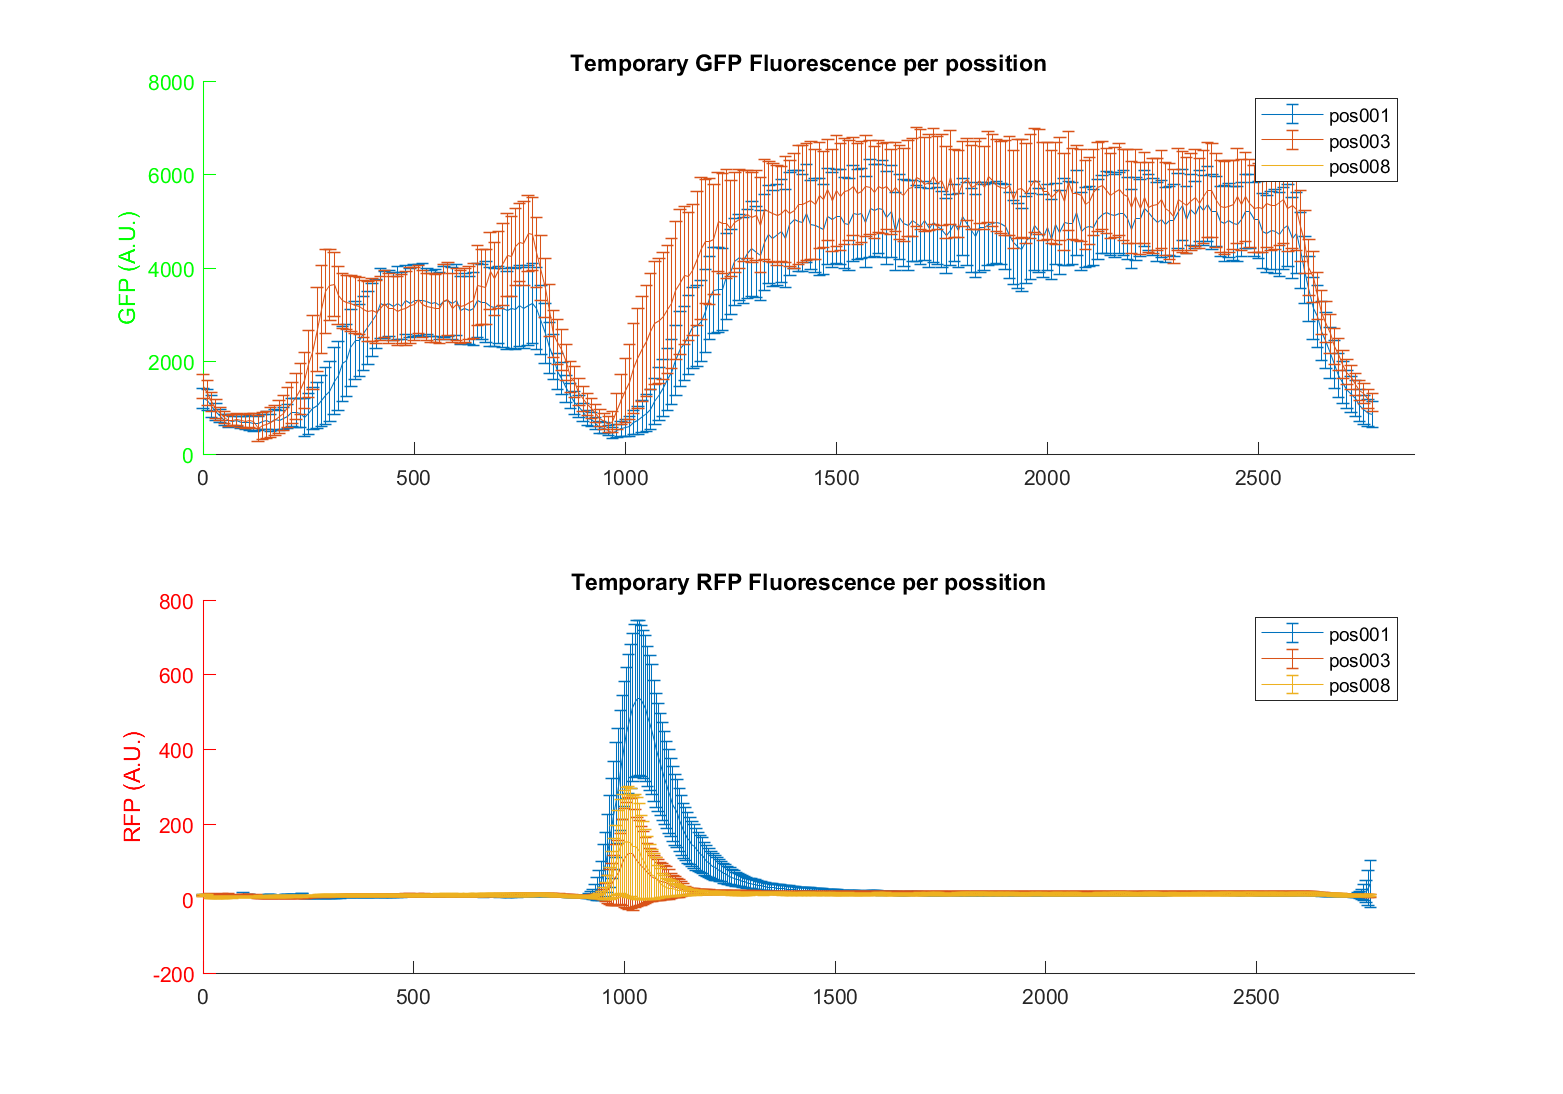 Temporary GFP Fluorescence per possition
8000
6000
4000
2000
0
GFP (A.U.)
0 500 1000 1500 2000 2500
pos001
pos003
pos008
Temporary RFP Fluorescence per possition
800
600
400
200
0
-200
RFP (A.U.)
0 500 1000 1500 2000 2500
pos001
pos003
pos008